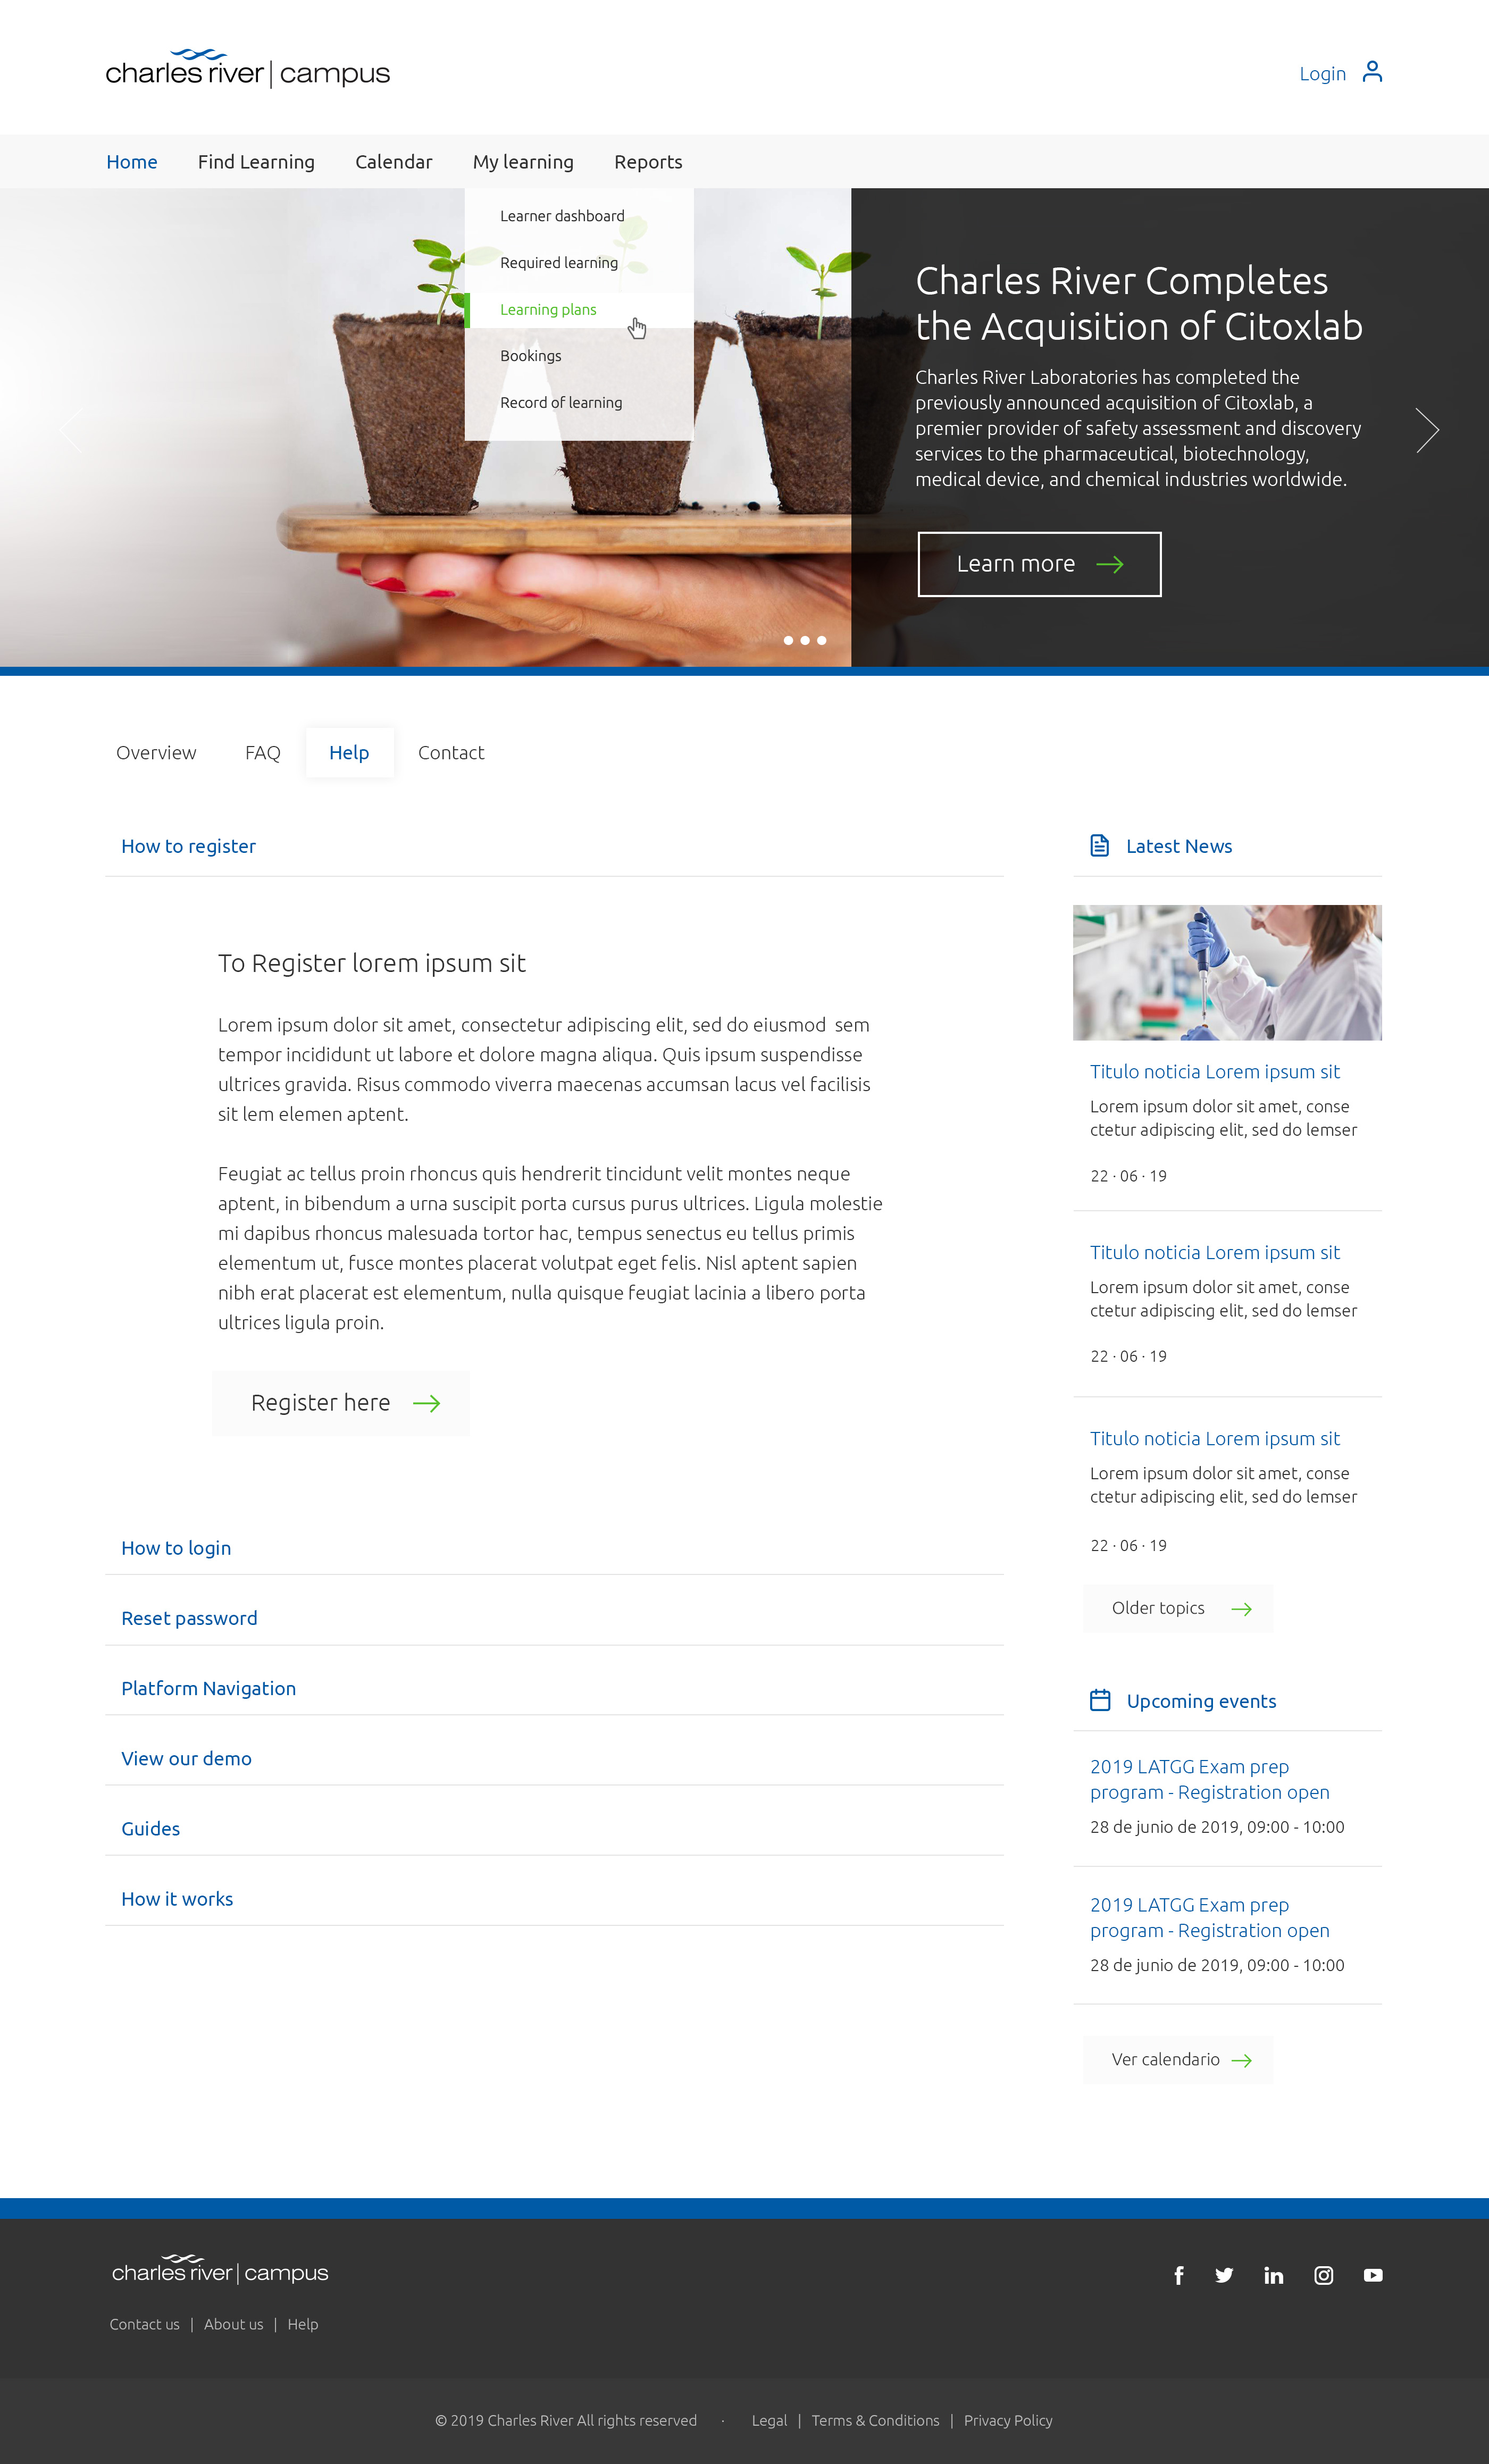 charles river | campus
Login
Home Find Learning Calendar My learning Reports
Learner dashboard
Required learning
Learning plans
Bookings
Record of learning
Charles River Completes
the Acquisition of Citoxlab
Charles River Laboratories has completed the
previously announced acquisition of Citoxlab, a
premier provider of safety assessment and discovery
services to the pharmaceutical, biotechnology,
medical device, and chemical industries worldwide.
Learn more
Overview FAQ Help Contact
How to register
To Register lorem ipsum sit
Lorem ipsum dolor sit amet, consectetur adipiscing elit, sed do eiusmod sem
tempor incididunt ut labore et dolore magna aliqua. Quis ipsum suspendisse
ultrices gravida. Risus commodo viverra maecenas accumsan lacus vel facilisis
sit lem elemen aptent.
Feugiat ac tellus proin rhoncus quis hendrerit tincidunt velit montes neque
aptent, in bibendum a urna suscipit porta cursus purus ultrices. Ligula molestie
mi dapibus rhoncus malesuada tortor hac, tempus senectus eu tellus primis
elementum ut, fusce montes placerat volutpat eget felis. Nisl aptent sapien
nibh erat placerat est elementum, nulla quisque feugiat lacinia a libero porta
ultrices ligula proin.
Register here
How to login
Reset password
Platform Navigation
View our demo
Guides
How it works
Latest News
Titulo noticia Lorem ipsum sit
Lorem ipsum dolor sit amet, conse
ctetur adipiscing elit, sed do lemser
22 · 06 · 19
Titulo noticia Lorem ipsum sit
Lorem ipsum dolor sit amet, conse
ctetur adipiscing elit, sed do lemser
22 · 06 · 19
Titulo noticia Lorem ipsum sit
Lorem ipsum dolor sit amet, conse
ctetur adipiscing elit, sed do lemser
22 · 06 · 19
Older topics
Upcoming events
2019 LATGG Exam prep
program - Registration open
28 de junio de 2019, 09:00 - 10:00
2019 LATGG Exam prep
program - Registration open
28 de junio de 2019, 09:00 - 10:00
Ver calendario
charles river | campus
Contact us | About us | Help
© 2019 Charles River All rights reserved · Legal | Terms & Conditions | Privacy Policy